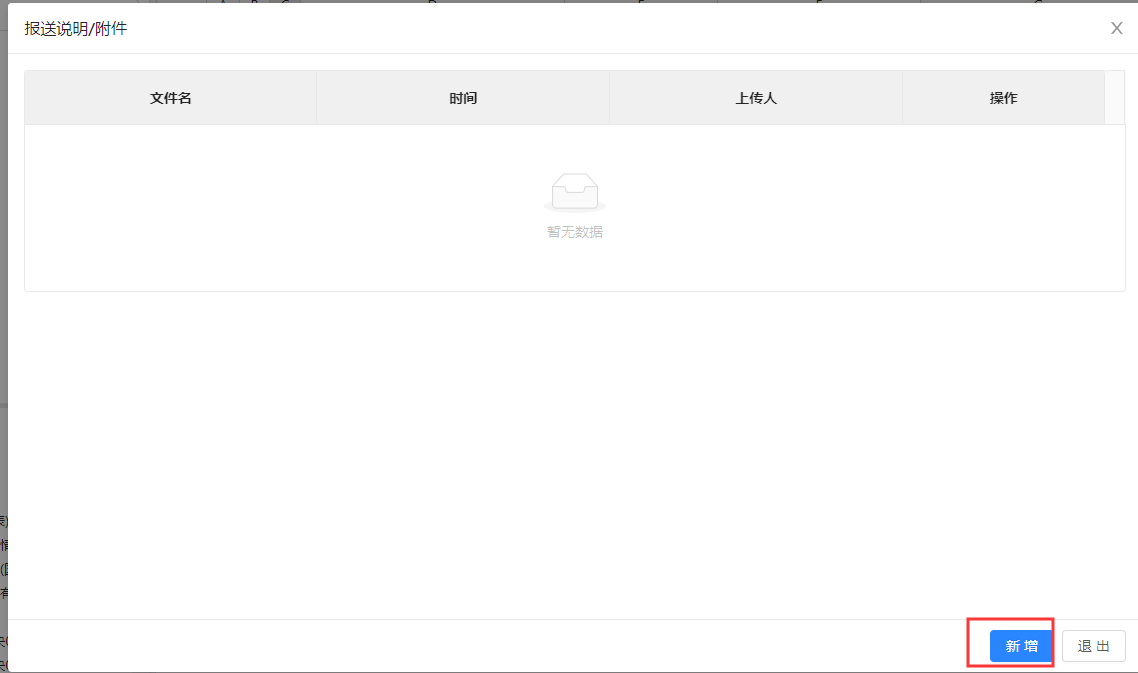 报送说明/附件
文件名 时间 上传人 操作
暂无数据
新 增 退 出